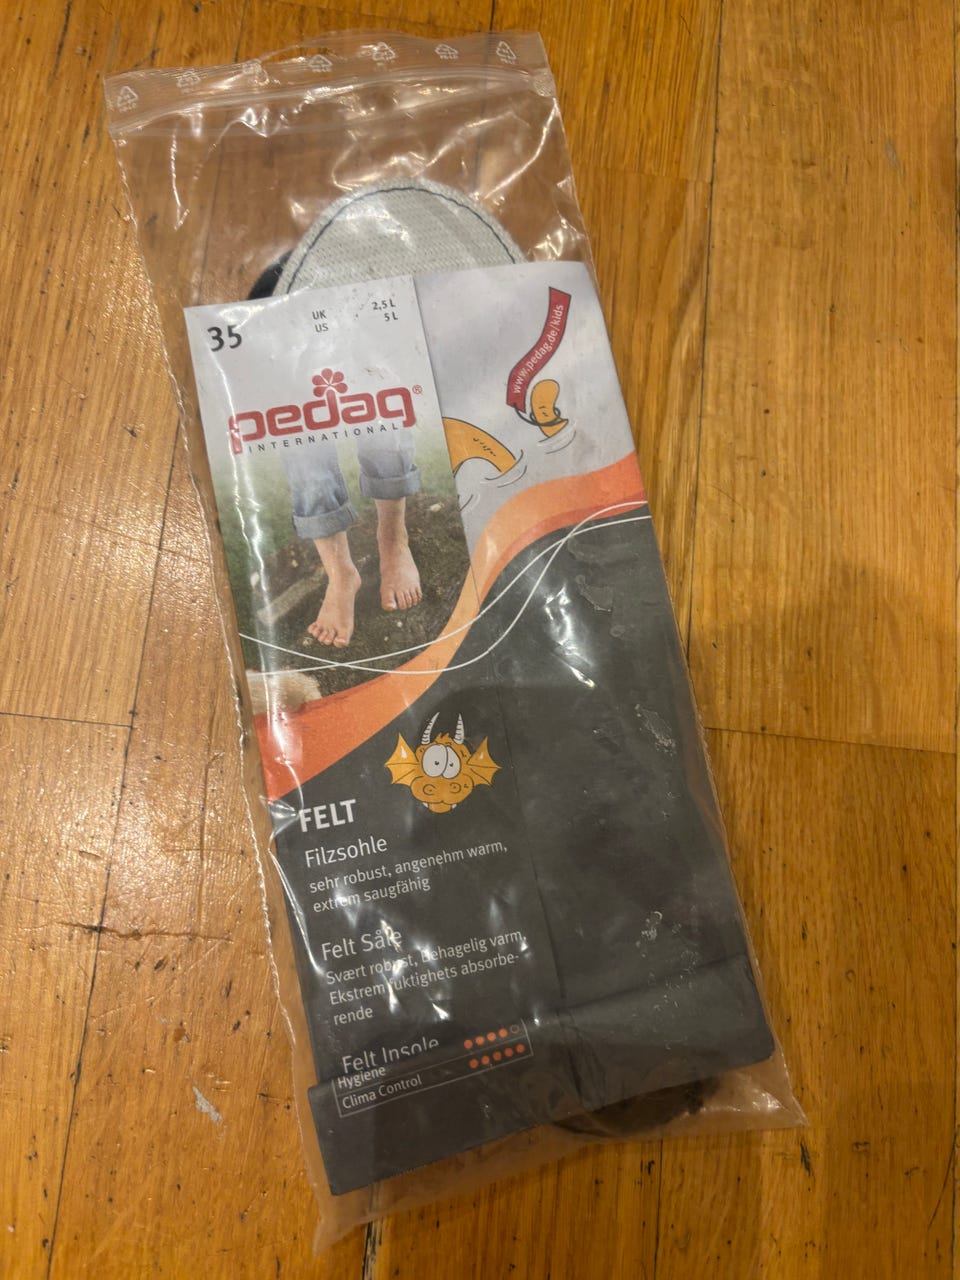 35
UK 2,5 L
US 5 L
www.pedag.de/kids
pedag®
INTERNATIONAL
FELT
Filzsohle
sehr robust, angenehm warm,
extrem saugfähig
Felt Såle
Svært robust, Behagelig varm,
Ekstrem fuktighets absorbe-
rende
Felt Insole
Hygiene
Clima Control